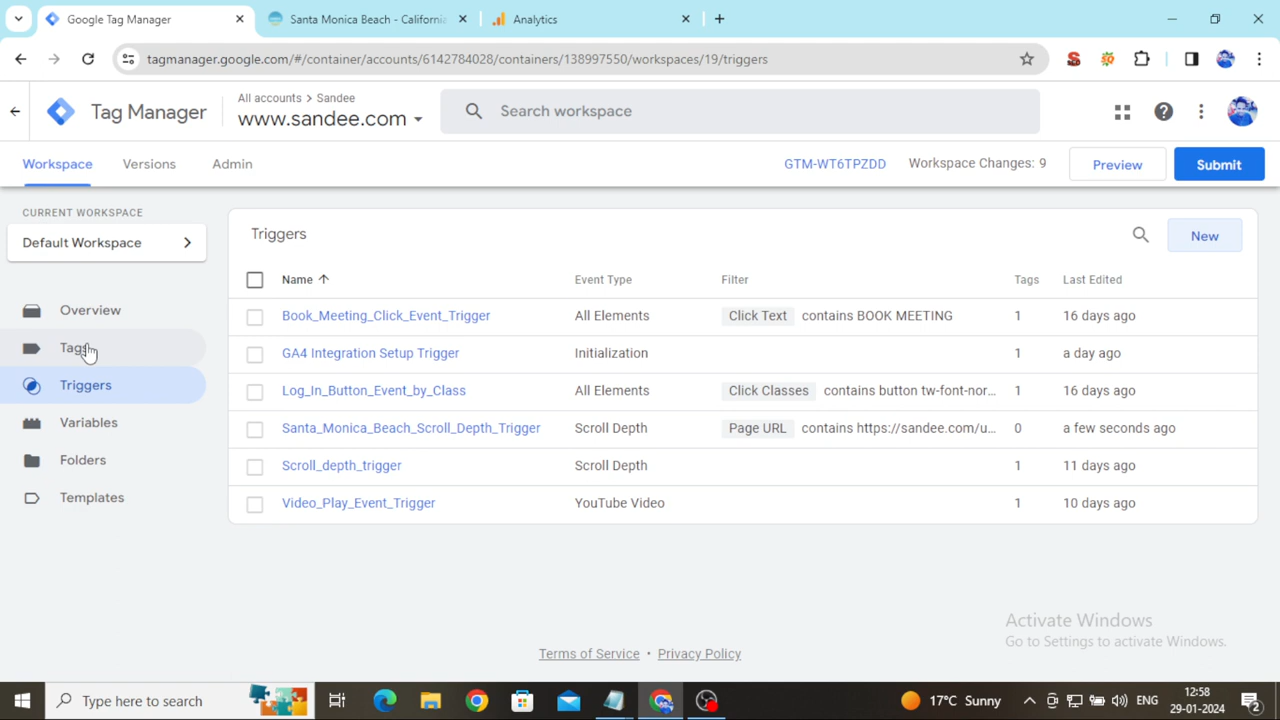 Google Tag Manager
Santa Monica Beach - California
Analytics
tagmanager.google.com/#/container/accounts/6142784028/containers/138997550/workspaces/19/triggers
Tag Manager
All accounts > Sandee
www.sandee.com
Search workspace
Workspace
Versions
Admin
GTM-WT6TPZDD
Workspace Changes: 9
Preview
Submit
CURRENT WORKSPACE
Default Workspace
Overview
Tags
Triggers
Variables
Folders
Templates
Triggers
New
Name Event Type Filter Tags Last Edited
Book_Meeting_Click_Event_Trigger All Elements Click Text contains BOOK MEETING 1 16 days ago
GA4 Integration Setup Trigger Initialization 1 a day ago
Log_In_Button_Event_by_Class All Elements Click Classes contains button tw-font-nor... 1 16 days ago
Santa_Monica_Beach_Scroll_Depth_Trigger Scroll Depth Page URL contains https://sandee.com/u... 0 a few seconds ago
Scroll_depth_trigger Scroll Depth 1 11 days ago
Video_Play_Event_Trigger YouTube Video 1 10 days ago
Activate Windows
Go to Settings to activate Windows.
Terms of Service • Privacy Policy
Type here to search
17°C Sunny
ENG
12:58
29-01-2024
2